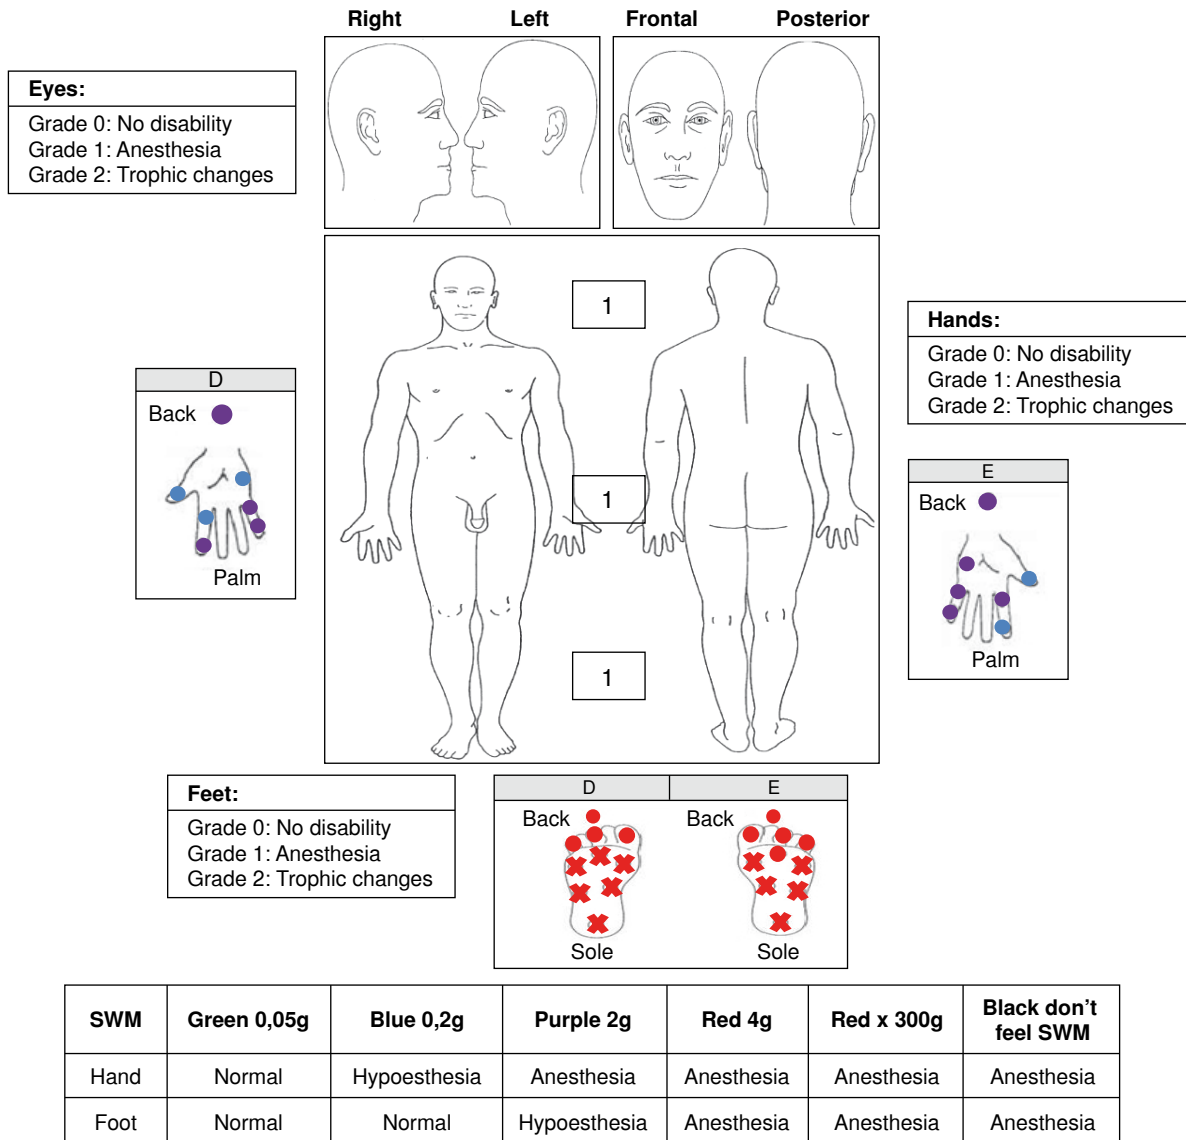 Right Left Frontal Posterior
Eyes:
Grade 0: No disability
Grade 1: Anesthesia
Grade 2: Trophic changes
1
Hands:
Grade 0: No disability
Grade 1: Anesthesia
Grade 2: Trophic changes
D
Back
Palm
1
E
Back
Palm
1
Feet:
Grade 0: No disability
Grade 1: Anesthesia
Grade 2: Trophic changes
D E
Back Back
Sole Sole
SWM Green 0,05g Blue 0,2g Purple 2g Red 4g Red x 300g Black don't feel SWM
Hand Normal Hypoesthesia Anesthesia Anesthesia Anesthesia Anesthesia
Foot Normal Normal Hypoesthesia Anesthesia Anesthesia Anesthesia